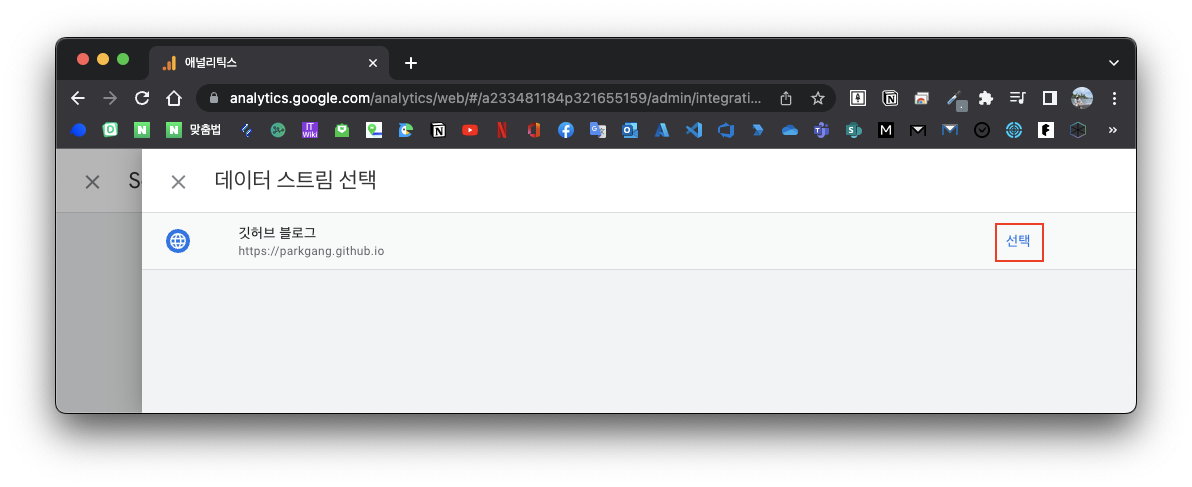 애널리틱스
analytics.google.com/analytics/web/#/a233481184p321655159/admin/integrati...
맞춤법
IT
Wiki
데이터 스트림 선택
깃허브 블로그
https://parkgang.github.io
선택